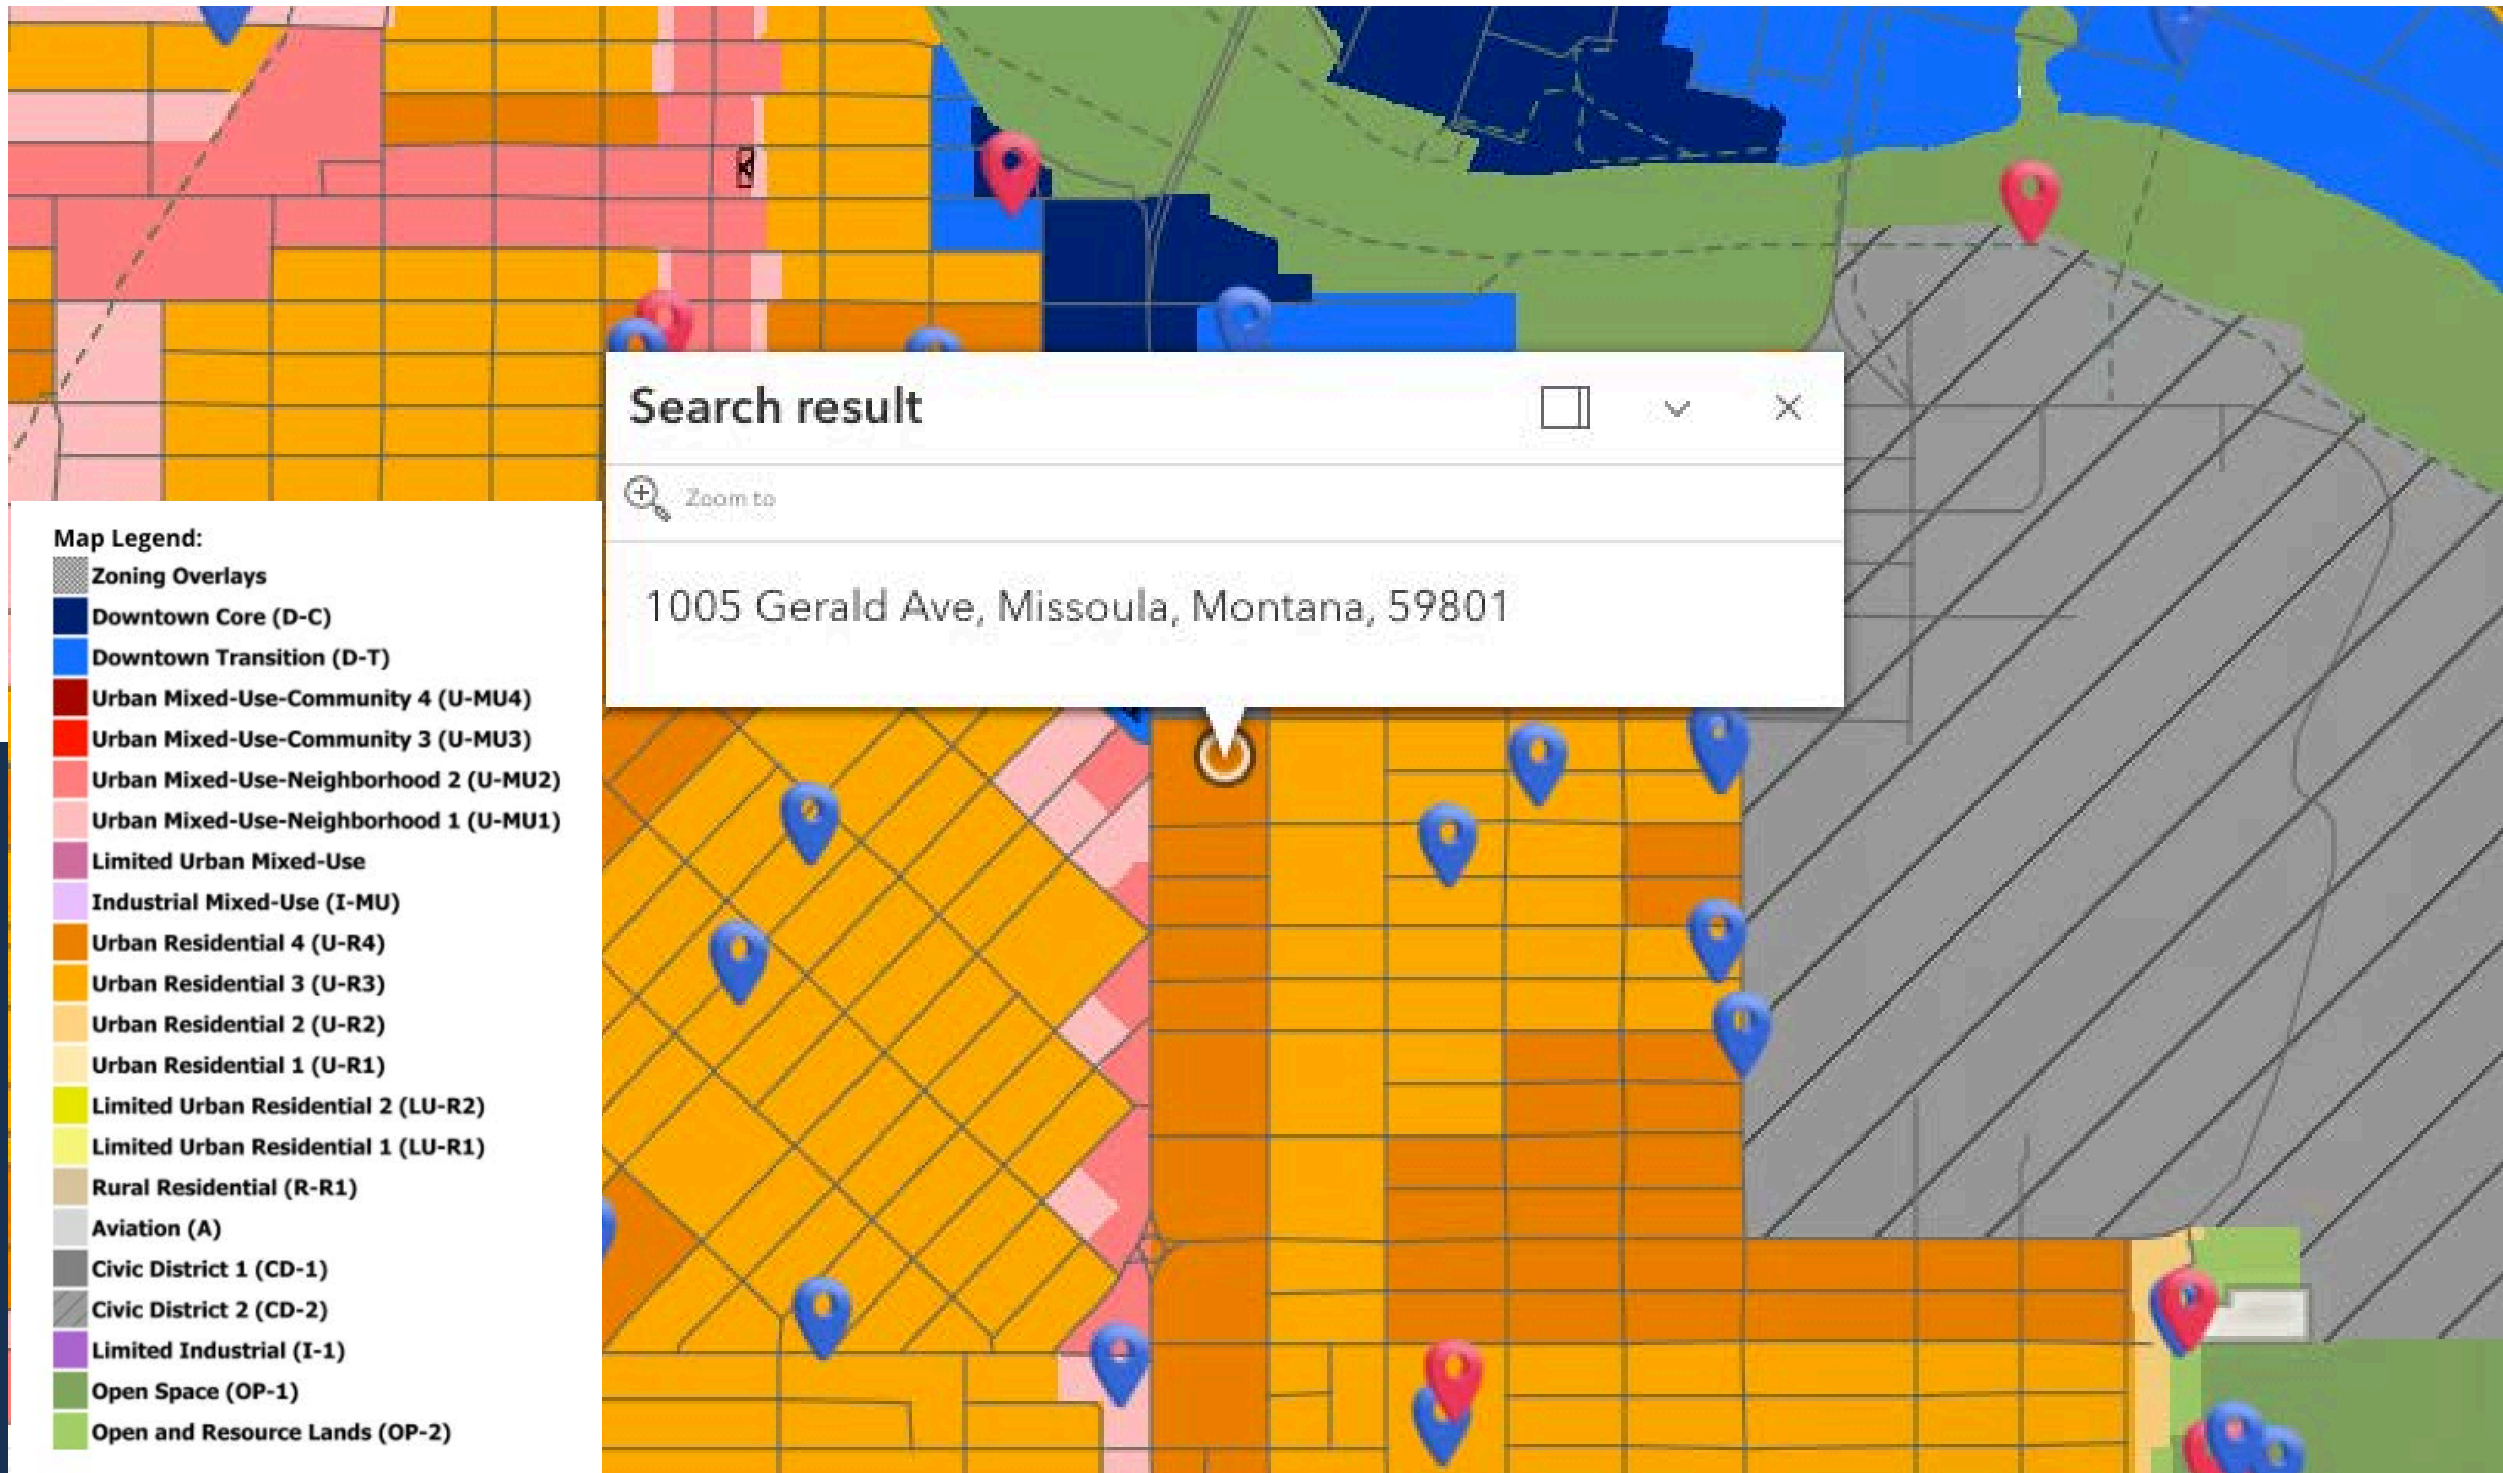 Search result
Zoom to
1005 Gerald Ave, Missoula, Montana, 59801
Map Legend:
Zoning Overlays
Downtown Core (D-C)
Downtown Transition (D-T)
Urban Mixed-Use-Community 4 (U-MU4)
Urban Mixed-Use-Community 3 (U-MU3)
Urban Mixed-Use-Neighborhood 2 (U-MU2)
Urban Mixed-Use-Neighborhood 1 (U-MU1)
Limited Urban Mixed-Use
Industrial Mixed-Use (I-MU)
Urban Residential 4 (U-R4)
Urban Residential 3 (U-R3)
Urban Residential 2 (U-R2)
Urban Residential 1 (U-R1)
Limited Urban Residential 2 (LU-R2)
Limited Urban Residential 1 (LU-R1)
Rural Residential (R-R1)
Aviation (A)
Civic District 1 (CD-1)
Civic District 2 (CD-2)
Limited Industrial (I-1)
Open Space (OP-1)
Open and Resource Lands (OP-2)